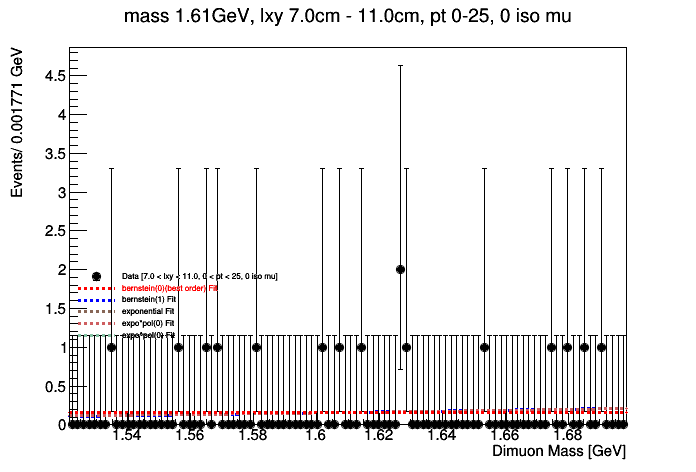 mass 1.61GeV, lxy 7.0cm - 11.0cm, pt 0-25, 0 iso mu
Events/ 0.001771 GeV
4.5
4
3.5
3
2.5
2
1.5
1
0.5
0
Data [7.0 < lxy < 11.0, 0 < pt < 25, 0 iso mu]
bernstein(0)(best order) Fit
bernstein(1) Fit
exponential Fit
expo*pol(0) Fit
expo*pol(0) Fit
1.54 1.56 1.58 1.6 1.62 1.64 1.66 1.68
Dimuon Mass [GeV]